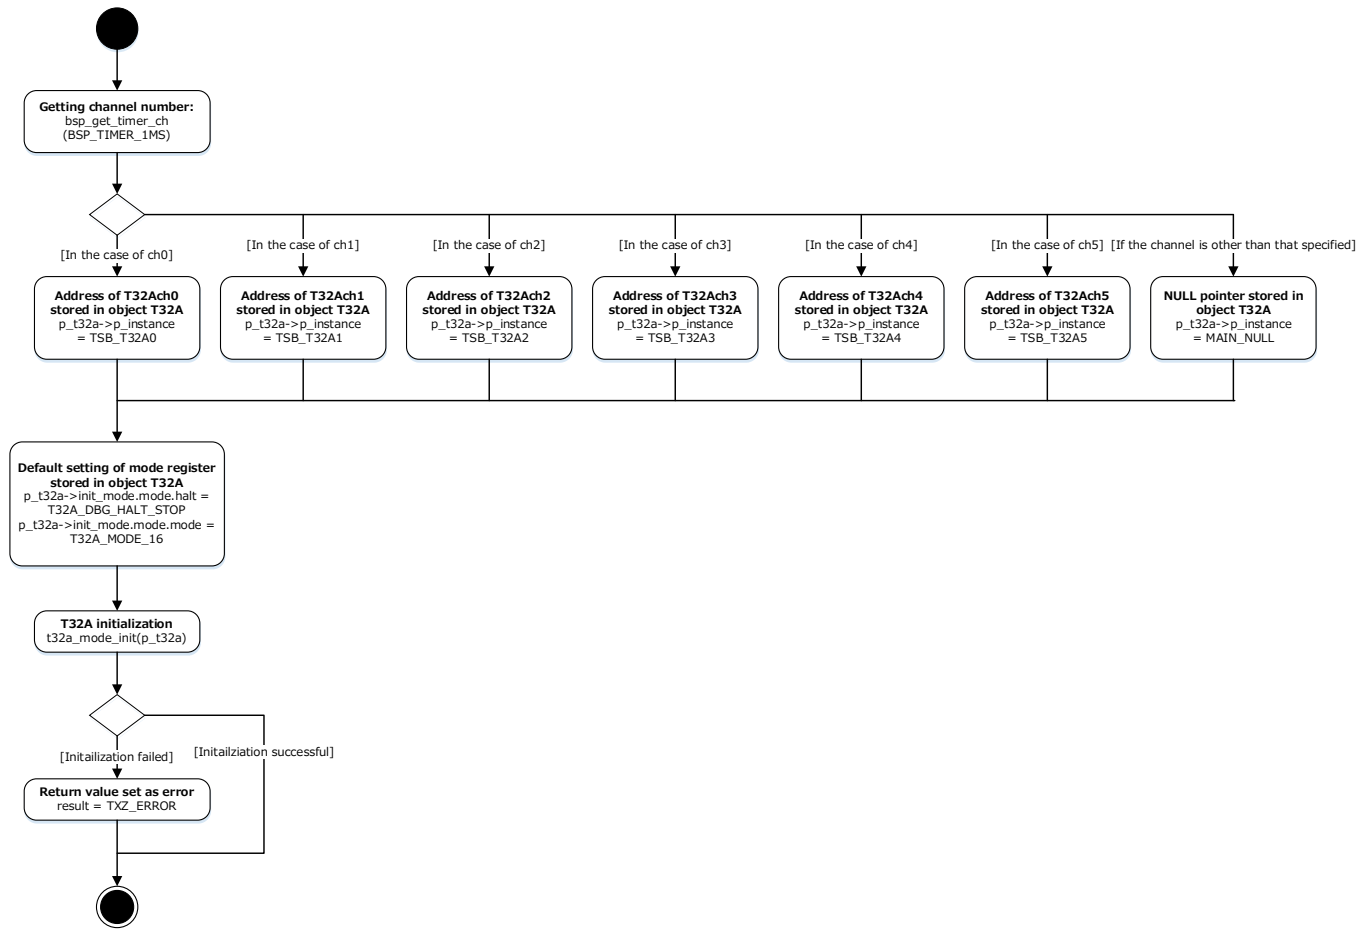 Getting channel number:
bsp_get_timer_ch
(BSP_TIMER_1MS)
[In the case of ch0]
[In the case of ch1]
[In the case of ch2]
[In the case of ch3]
[In the case of ch4]
[In the case of ch5]
[If the channel is other than that specified]
Address of T32Ach0
stored in object T32A
p_t32a->p_instance
= TSB_T32A0
Address of T32Ach1
stored in object T32A
p_t32a->p_instance
= TSB_T32A1
Address of T32Ach2
stored in object T32A
p_t32a->p_instance
= TSB_T32A2
Address of T32Ach3
stored in object T32A
p_t32a->p_instance
= TSB_T32A3
Address of T32Ach4
stored in object T32A
p_t32a->p_instance
= TSB_T32A4
Address of T32Ach5
stored in object T32A
p_t32a->p_instance
= TSB_T32A5
NULL pointer stored in
object T32A
p_t32a->p_instance
= MAIN_NULL
Default setting of mode register
stored in object T32A
p_t32a->init_mode.mode.halt =
T32A_DBG_HALT_STOP
p_t32a->init_mode.mode.mode =
T32A_MODE_16
T32A initialization
t32a_mode_init(p_t32a)
[Initailization failed]
[Initailziation successful]
Return value set as error
result = TXZ_ERROR